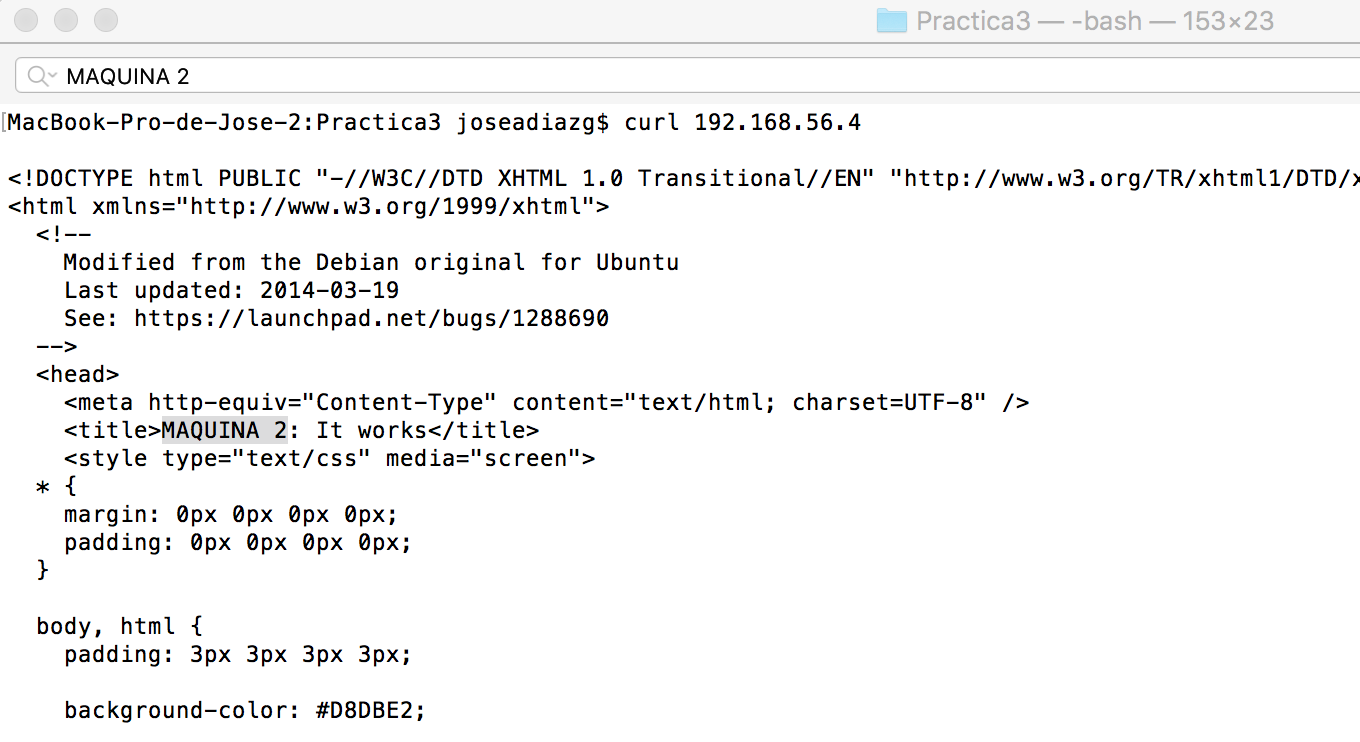 Practica3 — -bash — 153×23
MAQUINA 2
[MacBook-Pro-de-Jose-2:Practica3 joseadiazg$ curl 192.168.56.4
<!DOCTYPE html PUBLIC "-//W3C//DTD XHTML 1.0 Transitional//EN" "http://www.w3.org/TR/xhtml1/DTD/x
<html xmlns="http://www.w3.org/1999/xhtml">
  <!--
    Modified from the Debian original for Ubuntu
    Last updated: 2014-03-19
    See: https://launchpad.net/bugs/1288690
  -->
  <head>
    <meta http-equiv="Content-Type" content="text/html; charset=UTF-8" />
    <title>MAQUINA 2: It works</title>
    <style type="text/css" media="screen">
  * {
    margin: 0px 0px 0px 0px;
    padding: 0px 0px 0px 0px;
  }
  body, html {
    padding: 3px 3px 3px 3px;
    background-color: #D8DBE2;